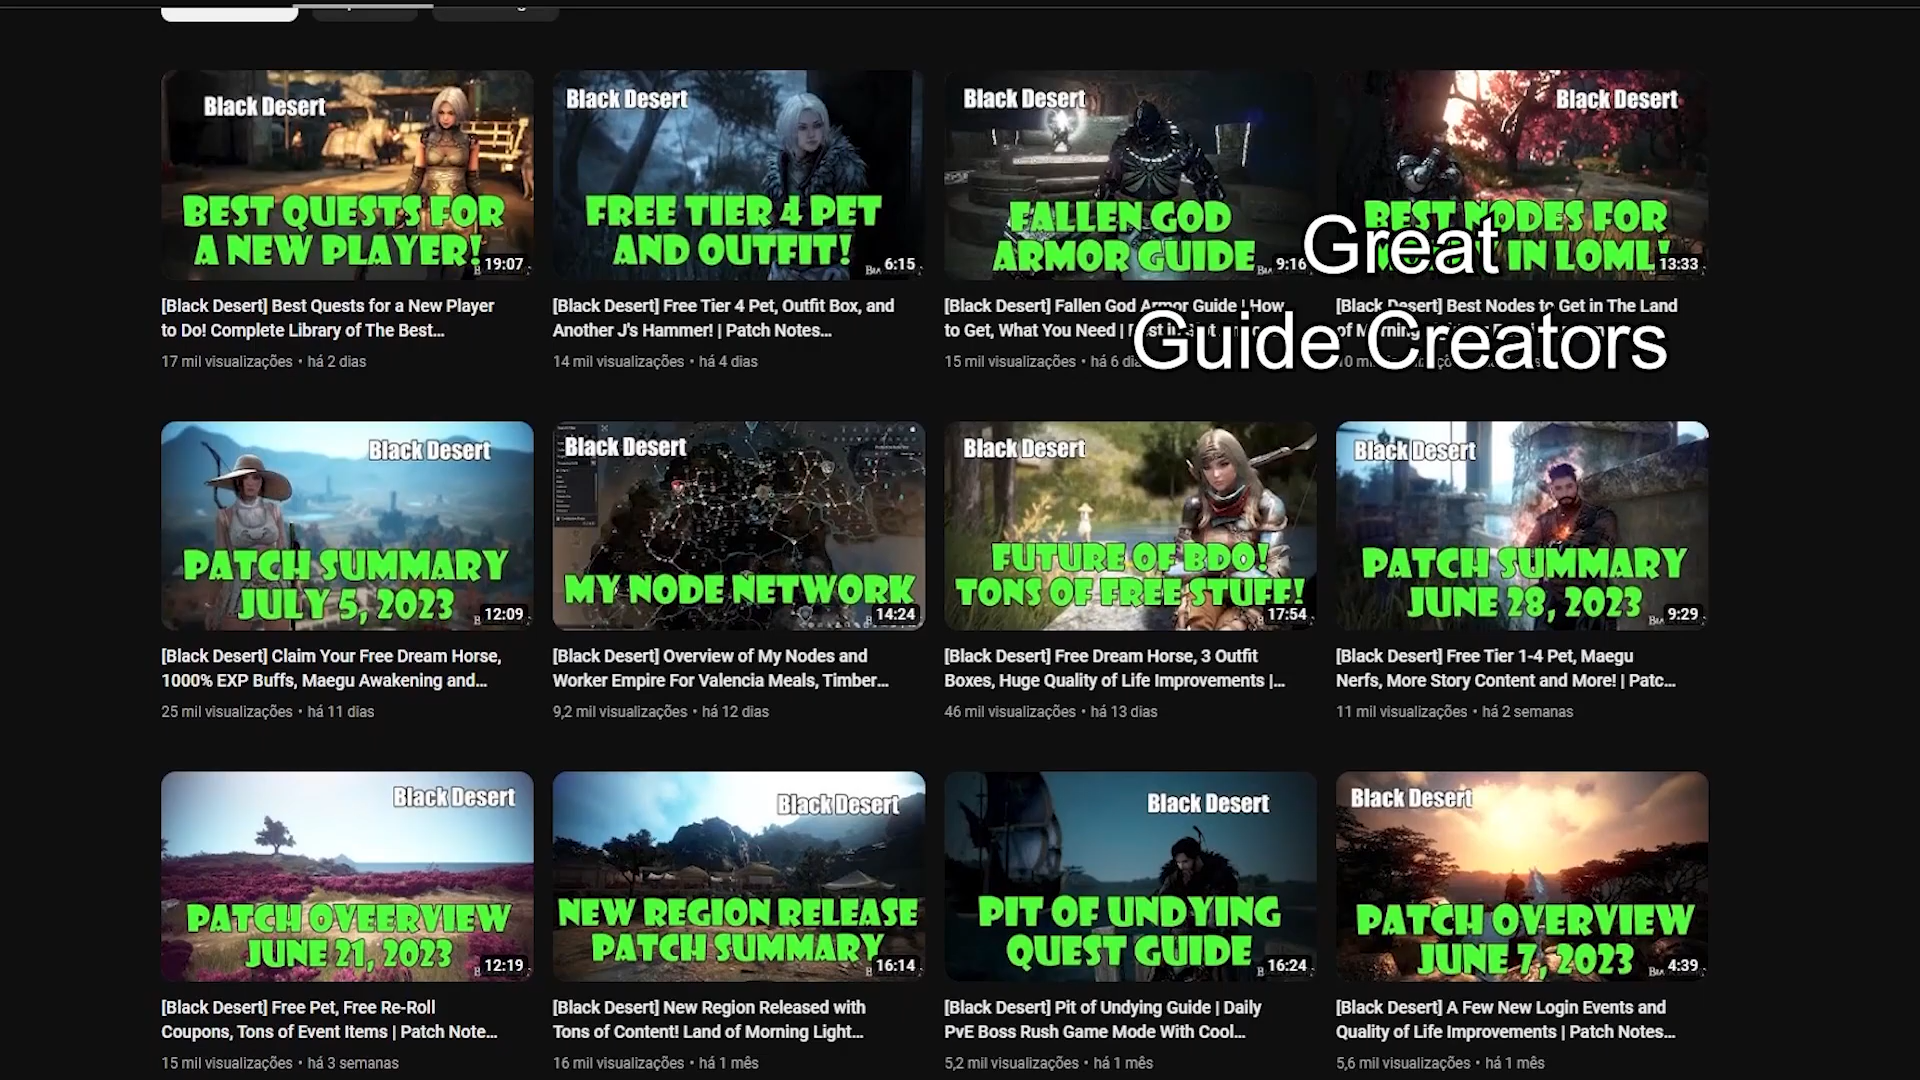 Black Desert
BEST QUESTS FOR
A NEW PLAYER!
19:07
[Black Desert] Best Quests for a New Player
to Do! Complete Library of The Best...
17 mil visualizações • há 2 dias
Black Desert
FREE TIER 4 PET
AND OUTFIT!
6:15
[Black Desert] Free Tier 4 Pet, Outfit Box, and
Another J's Hammer! | Patch Notes...
14 mil visualizações • há 4 dias
Black Desert
FALLEN GOD
ARMOR GUIDE
9:16
[Black Desert] Fallen God Armor Guide | How
to Get, What You Need |
15 mil visualizações • há 6 dias
Black Desert
BEST NODES FOR
IN LOML!
13:33
[Black Desert] Best Nodes to Get in The Land
of Morning
Great
Guide Creators
Black Desert
PATCH SUMMARY
JULY 5, 2023
12:09
[Black Desert] Claim Your Free Dream Horse,
1000% EXP Buffs, Maegu Awakening and...
25 mil visualizações • há 11 dias
Black Desert
MY NODE NETWORK
14:24
[Black Desert] Overview of My Nodes and
Worker Empire For Valencia Meals, Timber...
9,2 mil visualizações • há 12 dias
Black Desert
FUTURE OF BDO!
TONS OF FREE STUFF!
17:54
[Black Desert] Free Dream Horse, 3 Outfit
Boxes, Huge Quality of Life Improvements |...
46 mil visualizações • há 13 dias
Black Desert
PATCH SUMMARY
JUNE 28, 2023
9:29
[Black Desert] Free Tier 1-4 Pet, Maegu
Nerfs, More Story Content and More! | Patc...
11 mil visualizações • há 2 semanas
Black Desert
PATCH OVEERVIEW
JUNE 21, 2023
12:19
[Black Desert] Free Pet, Free Re-Roll
Coupons, Tons of Event Items | Patch Note...
15 mil visualizações • há 3 semanas
Black Desert
NEW REGION RELEASE
PATCH SUMMARY
16:14
[Black Desert] New Region Released with
Tons of Content! Land of Morning Light...
16 mil visualizações • há 1 mês
Black Desert
PIT OF UNDYING
QUEST GUIDE
16:24
[Black Desert] Pit of Undying Guide | Daily
PvE Boss Rush Game Mode With Cool...
5,2 mil visualizações • há 1 mês
Black Desert
PATCH OVERVIEW
JUNE 7, 2023
4:39
[Black Desert] A Few New Login Events and
Quality of Life Improvements | Patch Notes...
5,6 mil visualizações • há 1 mês